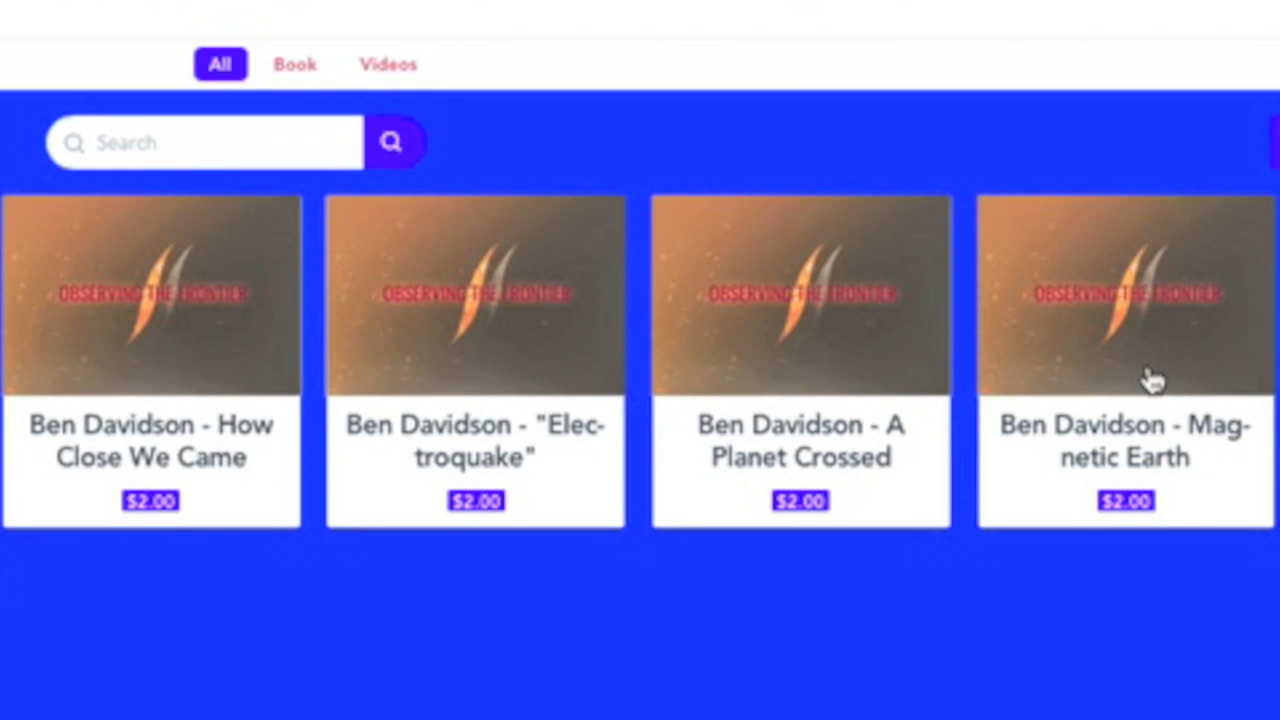 All Book Videos
Search
OBSERVING THE FRONTIER OBSERVING THE FRONTIER OBSERVING THE FRONTIER OBSERVING THE FRONTIER
Ben Davidson - How
Close We Came
$2.00
Ben Davidson - "Elec-
troquake"
$2.00
Ben Davidson - A
Planet Crossed
$2.00
Ben Davidson - Mag-
netic Earth
$2.00